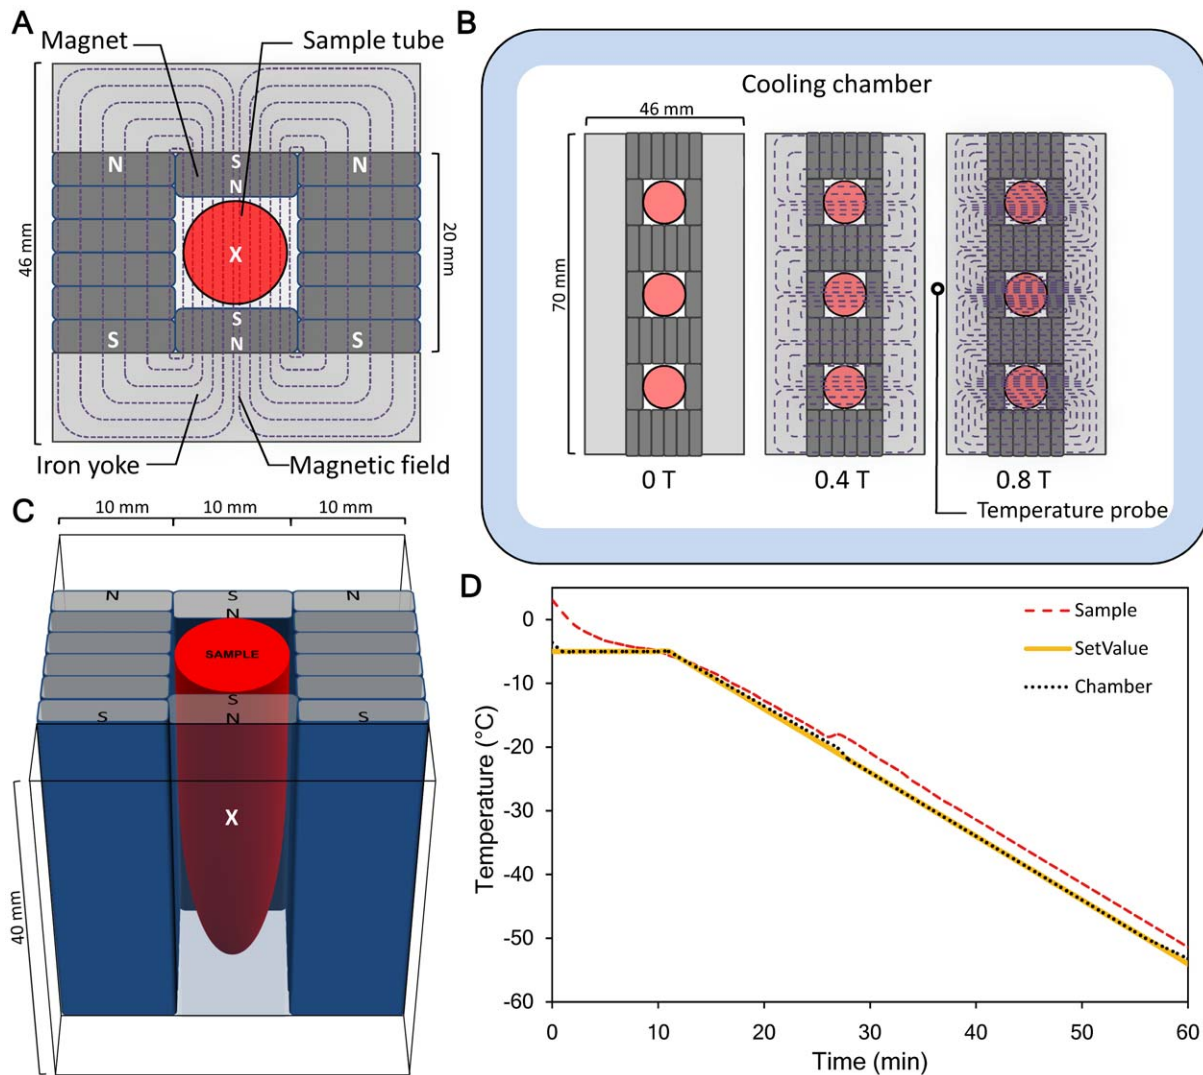 A
Magnet
Sample tube
N
S
N
N
46 mm
X
20 mm
S
S
N
S
Iron yoke
Magnetic field
B
Cooling chamber
46 mm
70 mm
0 T
0.4 T
0.8 T
Temperature probe
C
10 mm
10 mm
10 mm
N
S
N
N
SAMPLE
S
S
N
S
X
40 mm
D
Sample
SetValue
Chamber
Temperature (°C)
0
-10
-20
-30
-40
-50
-60
0
10
20
30
40
50
60
Time (min)